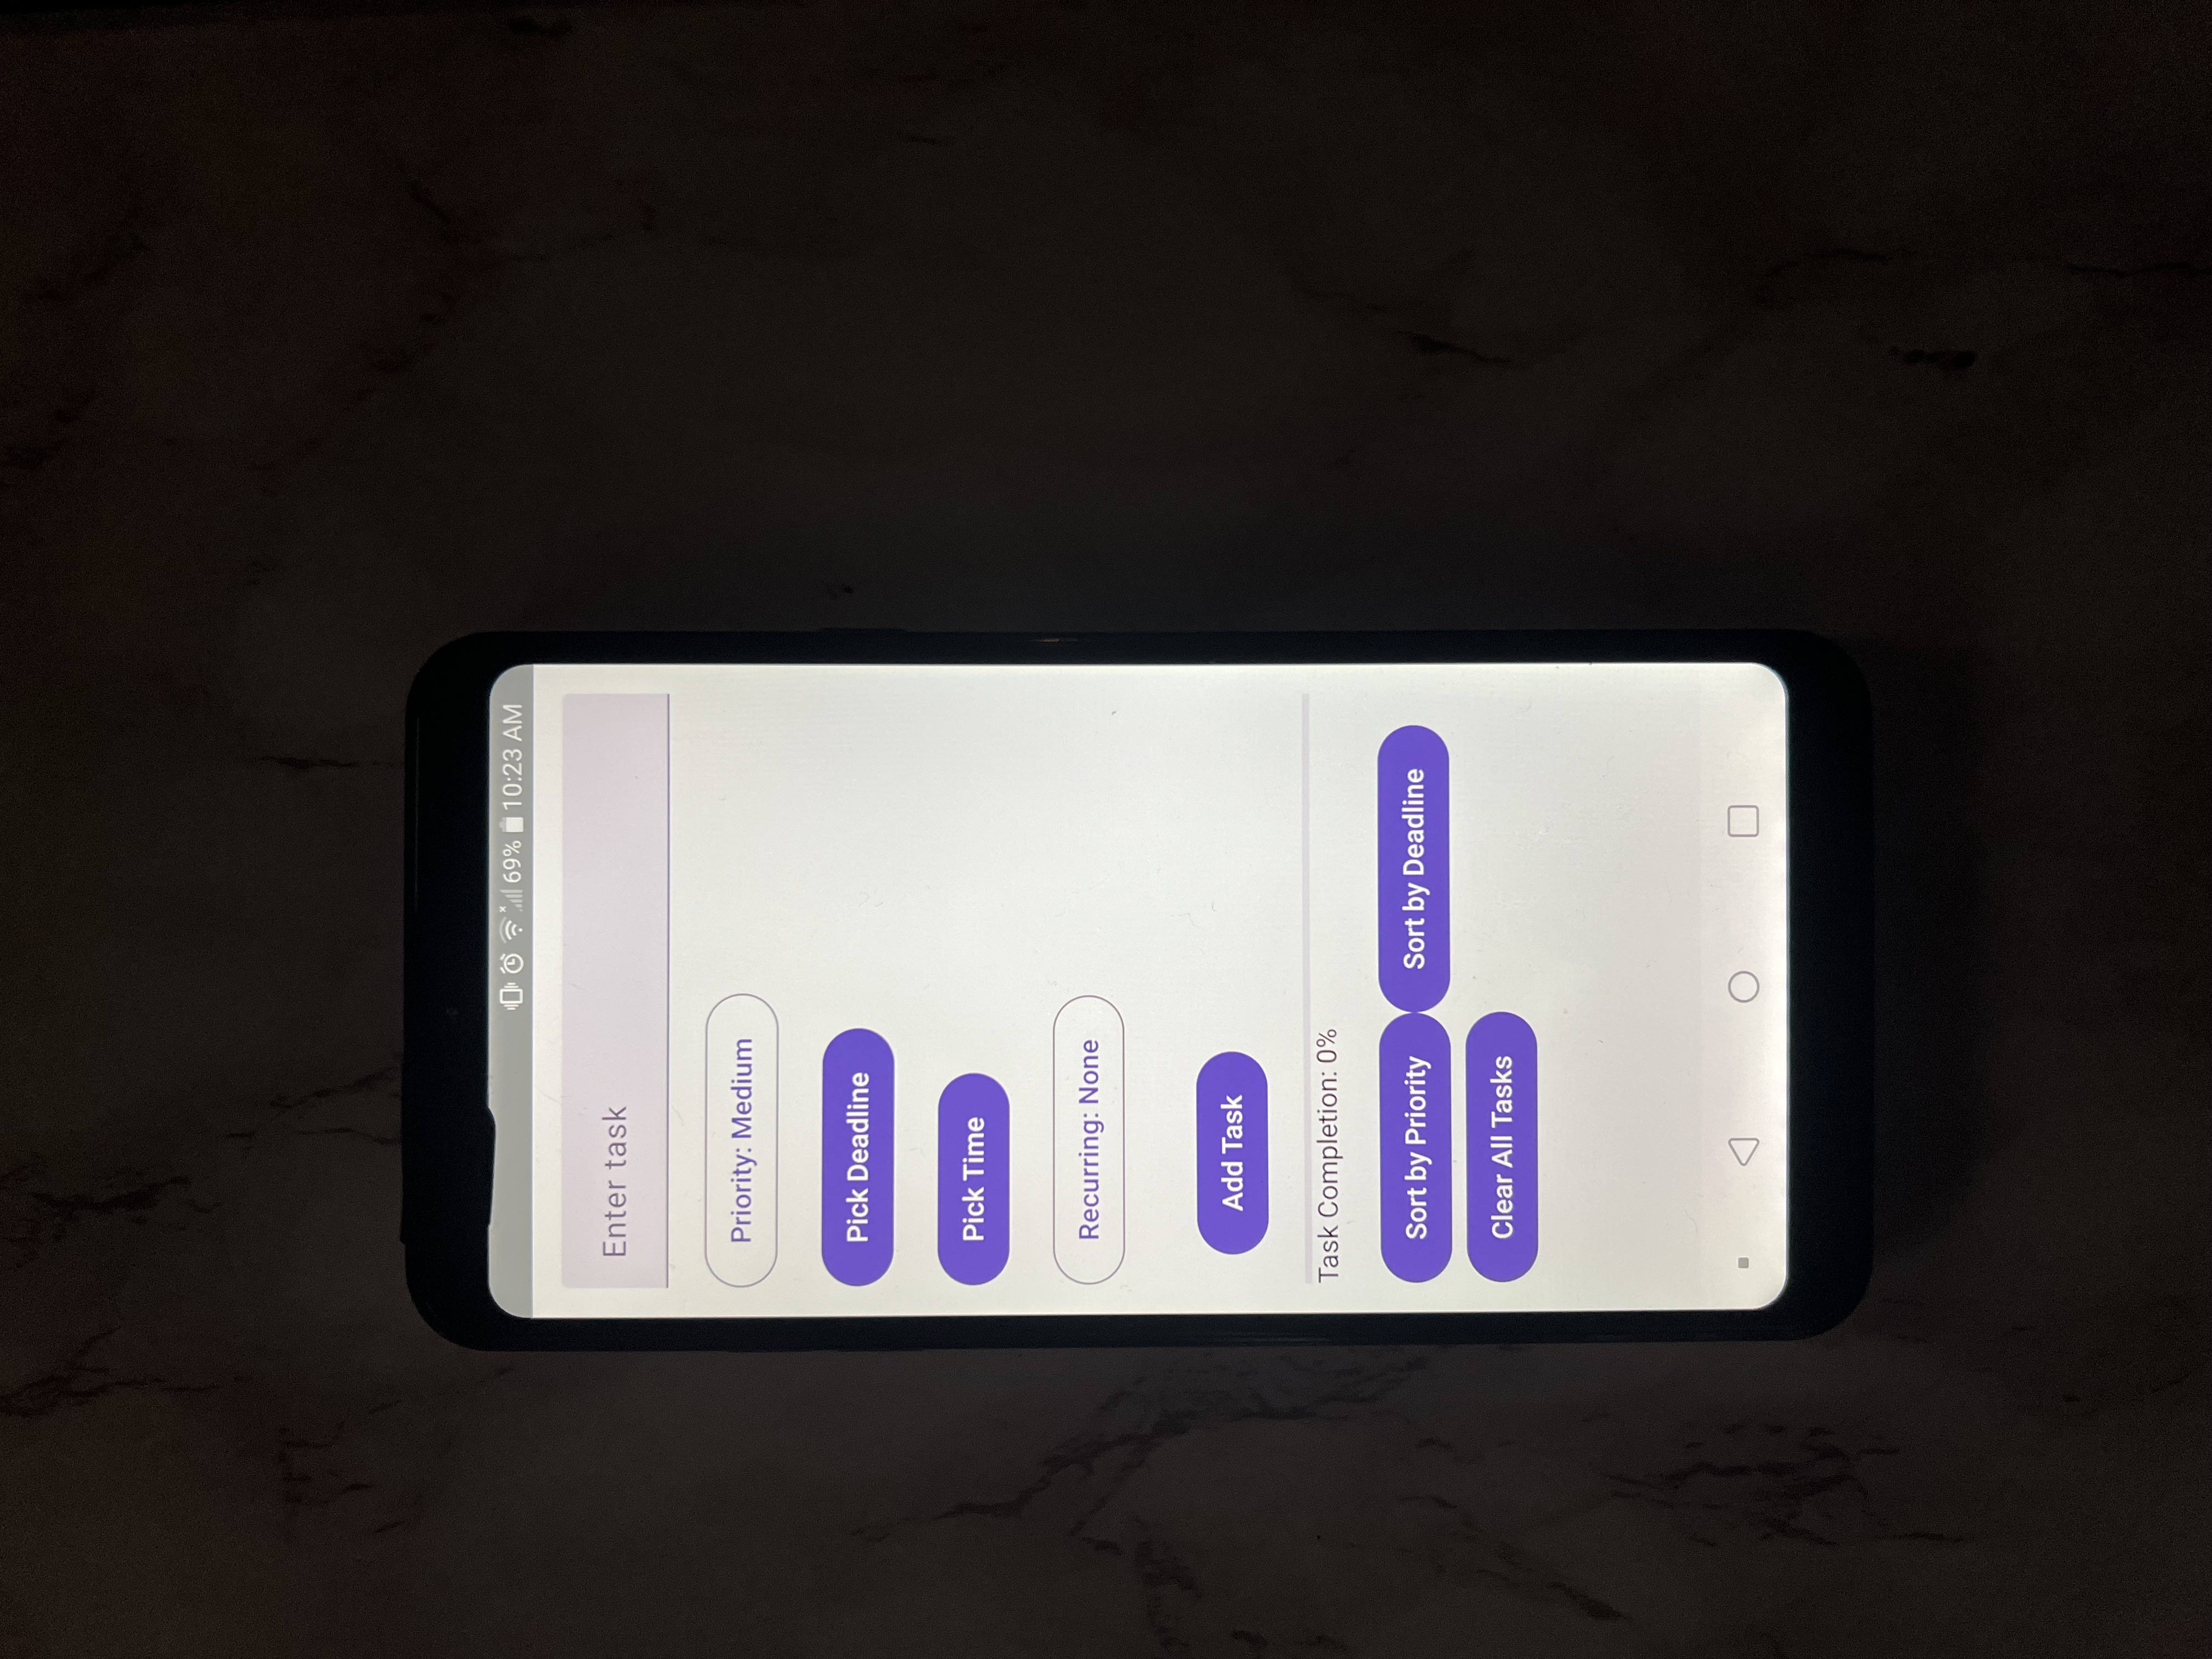 69% 10:23 AM
Enter task
Priority: Medium
Pick Deadline
Pick Time
Recurring: None
Add Task
Task Completion: 0%
Sort by Priority Sort by Deadline
Clear All Tasks